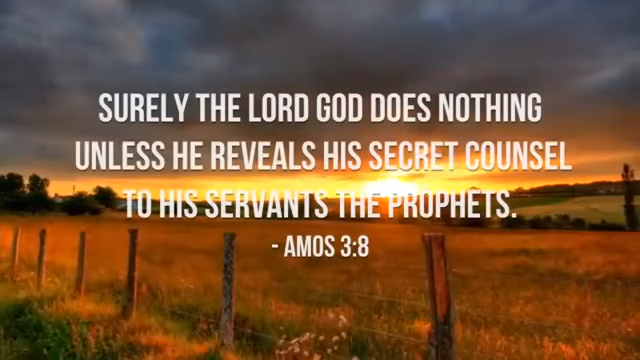 SURELY THE LORD GOD DOES NOTHING
UNLESS HE REVEALS HIS SECRET COUNSEL
TO HIS SERVANTS THE PROPHETS.
- AMOS 3:8